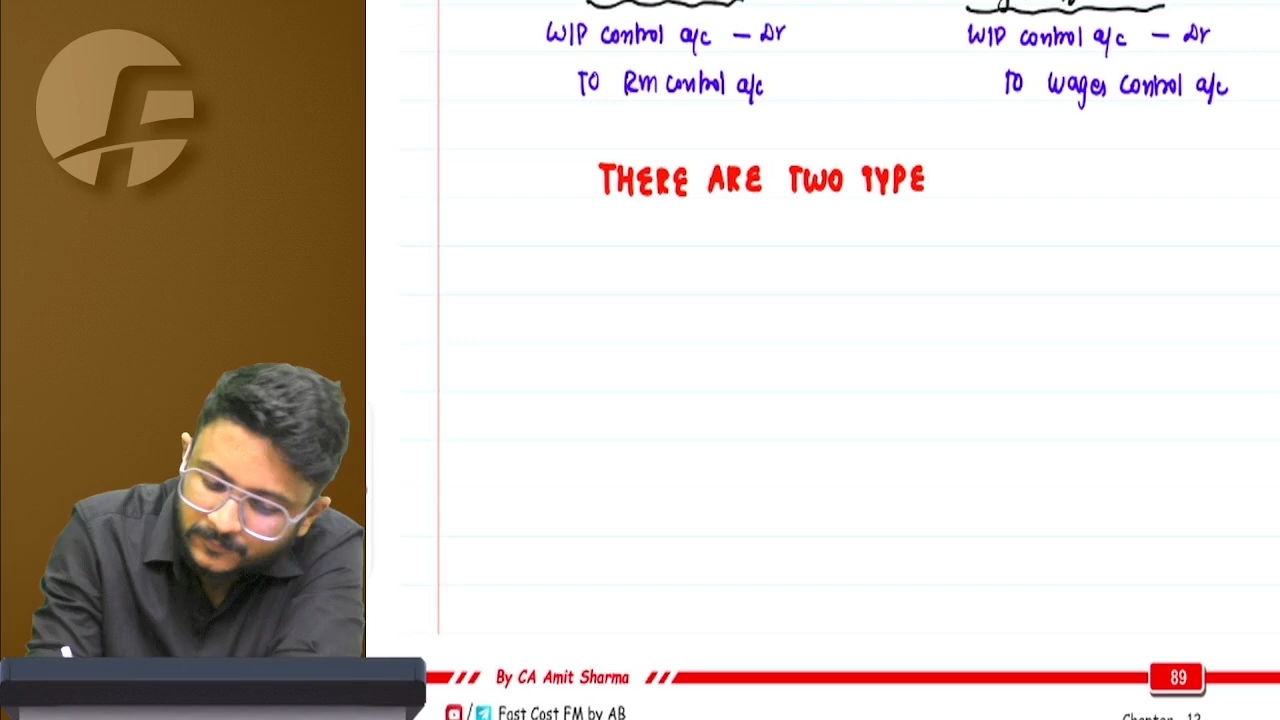 WIP control a/c – Dr
To Rm control a/c
WIP control a/c – Dr
To wages control a/c
THERE ARE TWO TYPE
By CA Amit Sharma
89
/ Fast Cost FM by AB